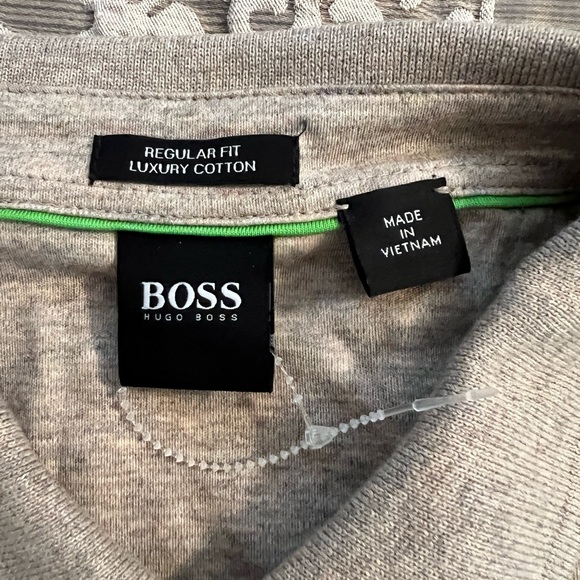 REGULAR FIT
LUXURY COTTON
MADE
IN
VIETNAM
BOSS
HUGO BOSS